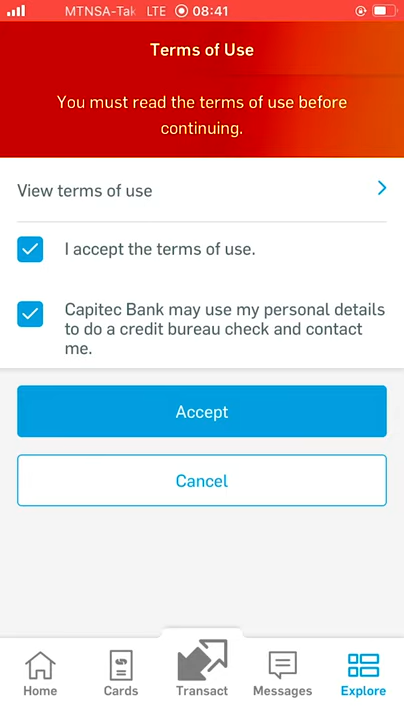 MTNSA-Tak LTE 08:41
Terms of Use
You must read the terms of use before
continuing.
View terms of use
I accept the terms of use.
Capitec Bank may use my personal details
to do a credit bureau check and contact
me.
Accept
Cancel
Home Cards Transact Messages Explore